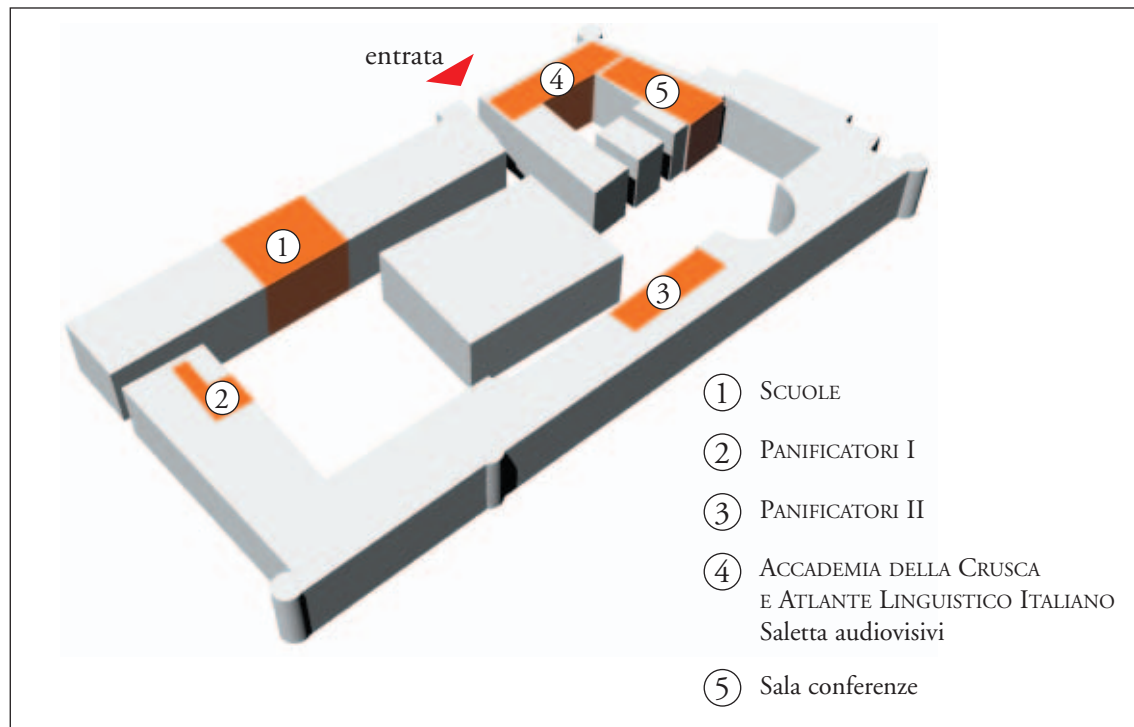 entrata
4
5
1
3
2
1 SCUOLE
2 PANIFICATORI I
3 PANIFICATORI II
4 ACCADEMIA DELLA CRUSCA
E ATLANTE LINGUISTICO ITALIANO
Saletta audiovisivi
5 Sala conferenze